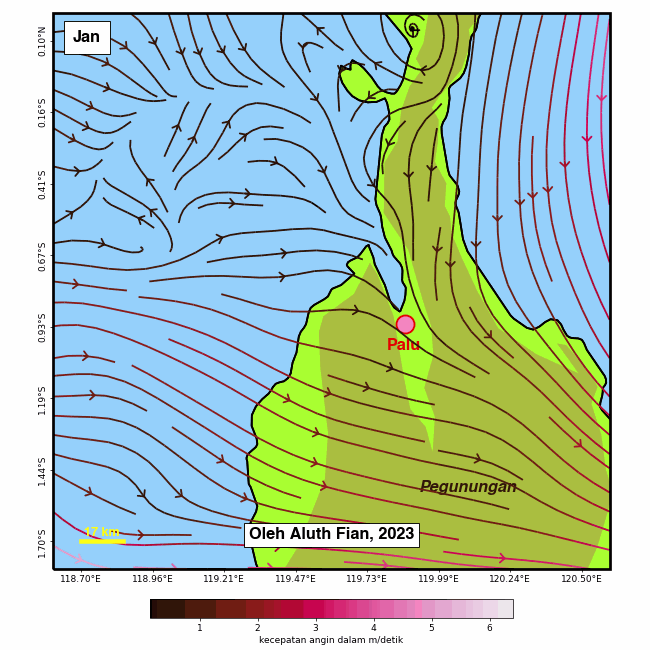 Jan
0.10°N
0.16°S
0.41°S
0.67°S
0.93°S
1.19°S
1.44°S
1.70°S
Palu
Pegunungan
17 km
Oleh Aluth Fian, 2023
118.70°E 118.96°E 119.21°E 119.47°E 119.73°E 119.99°E 120.24°E 120.50°E
1 2 3 4 5 6
kecepatan angin dalam m/detik